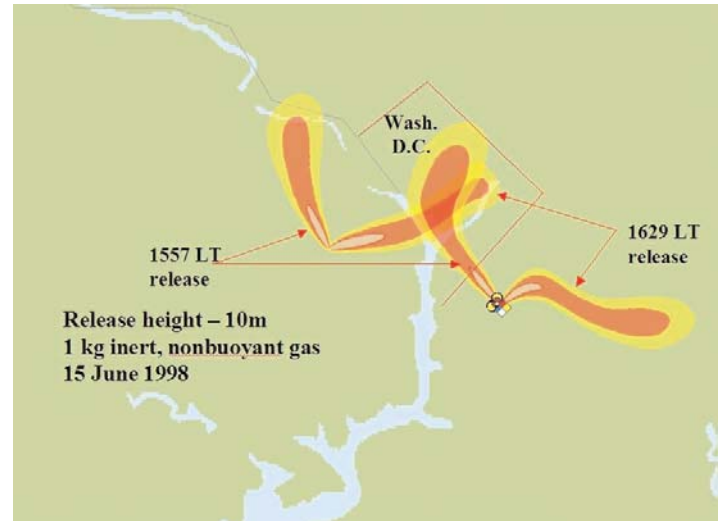 Wash.
D.C.
1557 LT
release
1629 LT
release
Release height – 10m
1 kg inert, nonbuoyant gas
15 June 1998